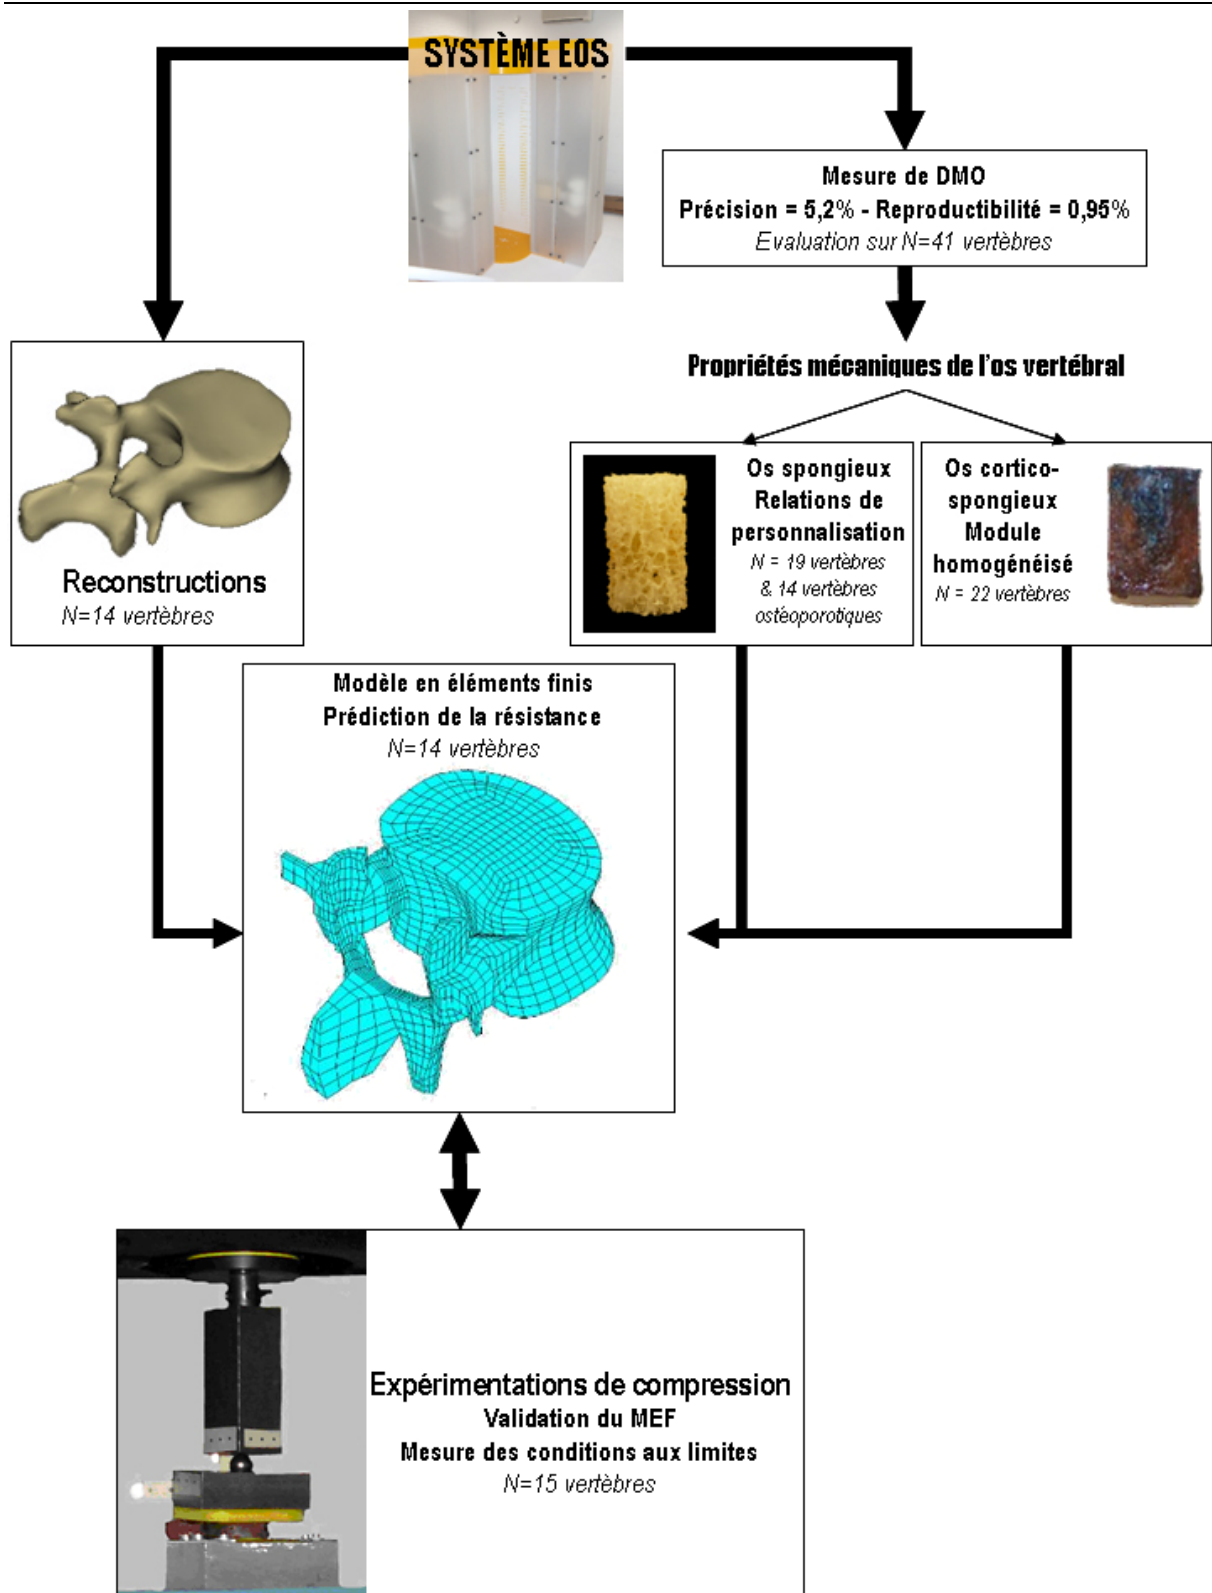 SYSTÈME EOS
Mesure de DMO
Précision = 5,2% - Reproductibilité = 0,95%
Evaluation sur N=41 vertèbres
Propriétés mécaniques de l'os vertébral
Reconstructions
N=14 vertèbres
Os spongieux
Relations de
personnalisation
N = 19 vertèbres
& 14 vertèbres
ostéoporotiques
Os cortico-
spongieux
Module
homogénéisé
N = 22 vertèbres
Modèle en éléments finis
Prédiction de la résistance
N=14 vertèbres
Expérimentations de compression
Validation du MEF
Mesure des conditions aux limites
N=15 vertèbres